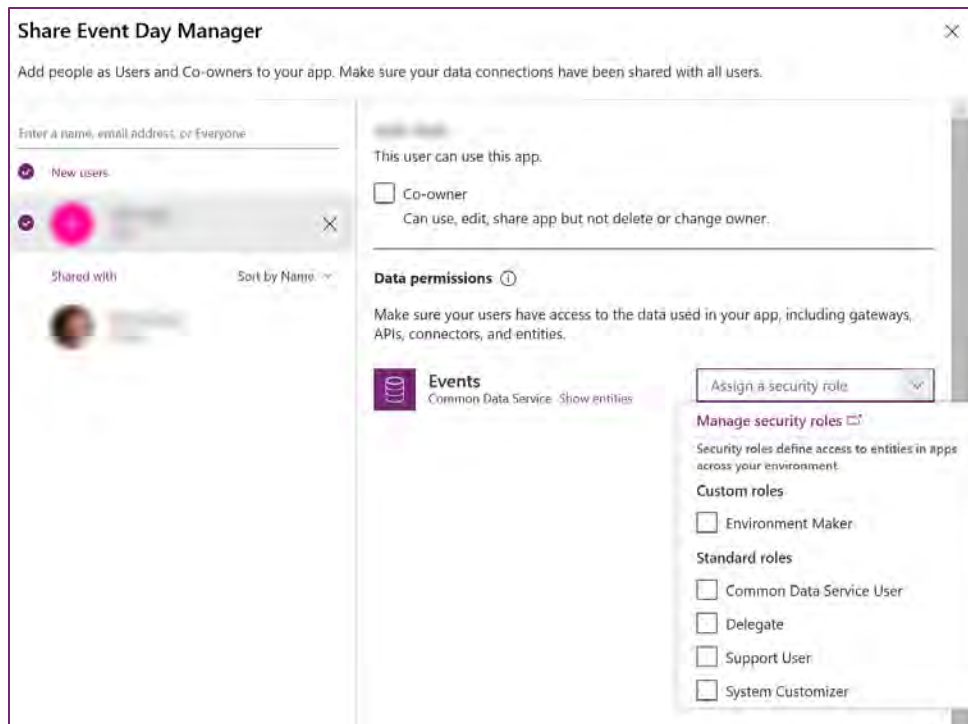 Share Event Day Manager
Add people as Users and Co-owners to your app. Make sure your data connections have been shared with all users.
Enter a name, email address, or Everyone
New users
Shared with
Sort by Name
This user can use this app.
Co-owner
Can use, edit, share app but not delete or change owner.
Data permissions
Make sure your users have access to the data used in your app, including gateways,
APIs, connectors, and entities.
Events
Common Data Service Show entities
Assign a security role
Manage security roles
Security roles define access to entities in apps
across your environment
Custom roles
Environment Maker
Standard roles
Common Data Service User
Delegate
Support User
System Customizer